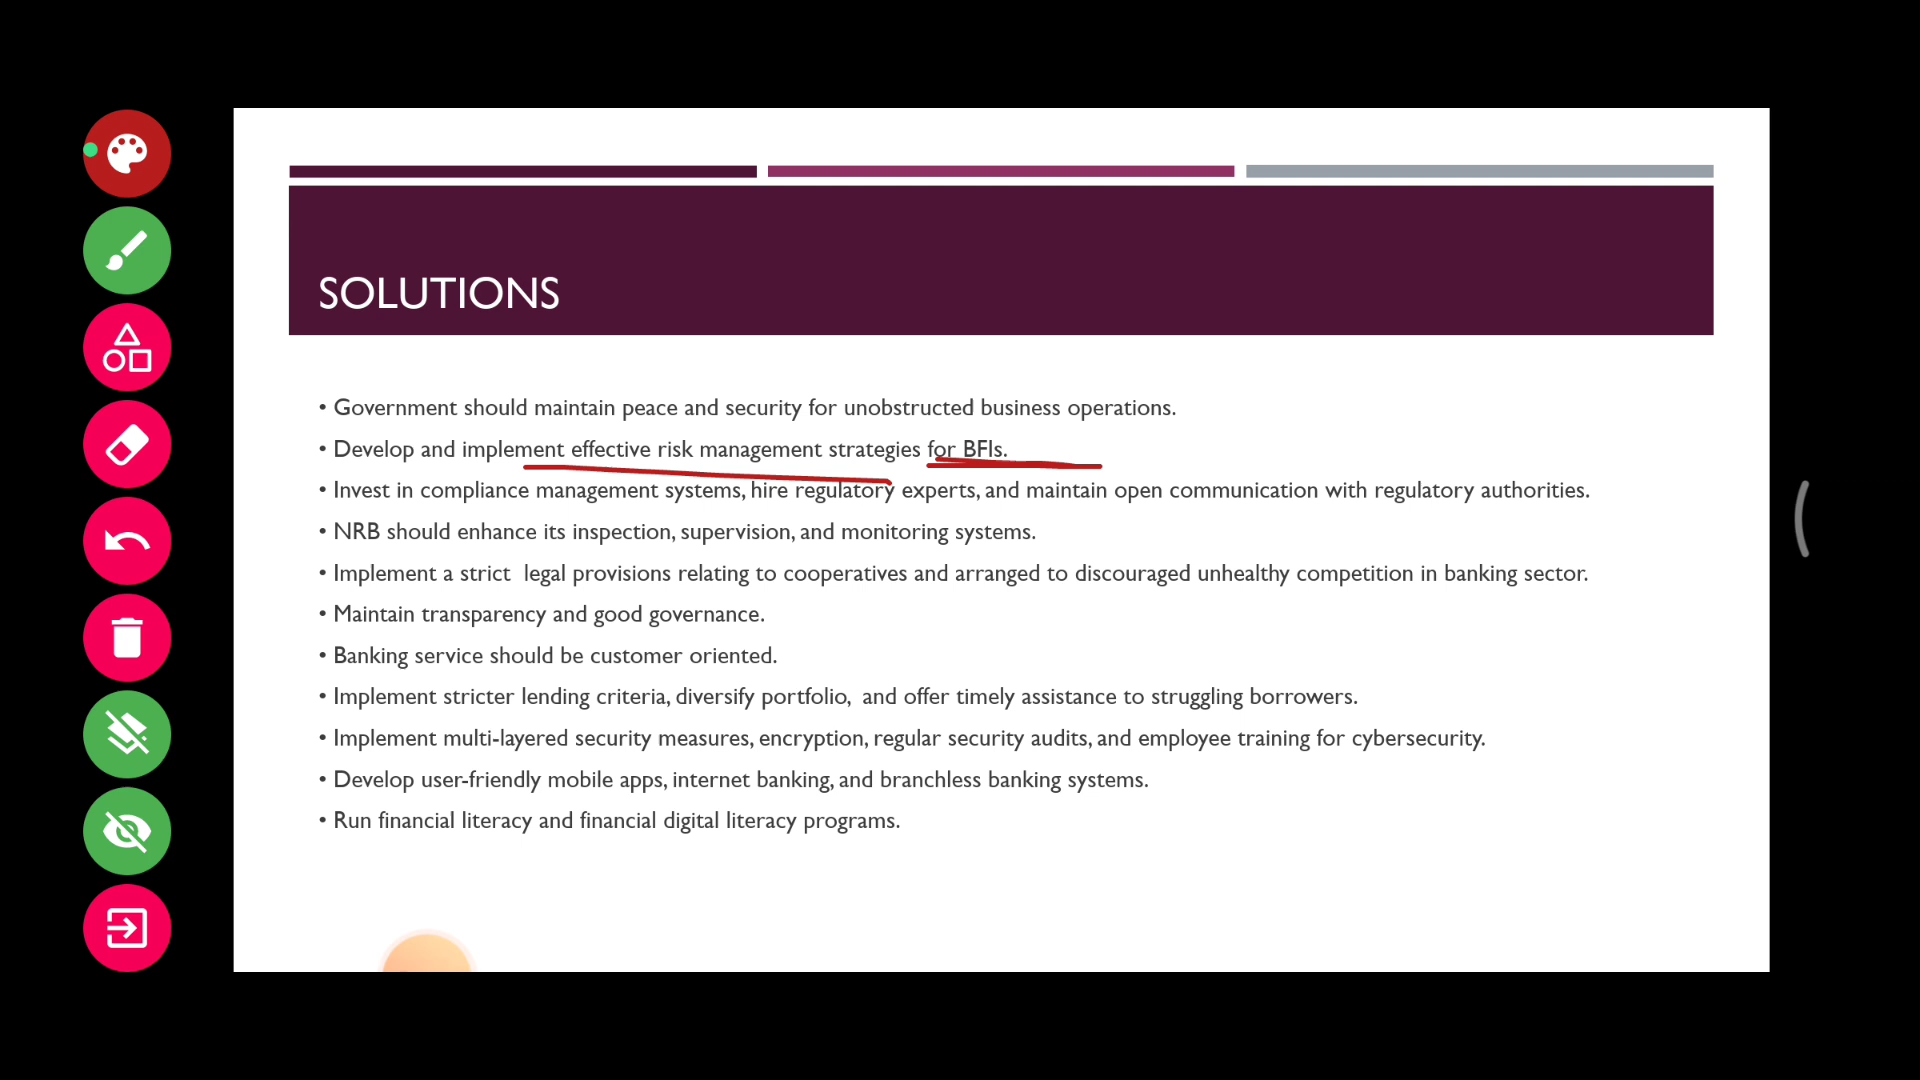 SOLUTIONS
• Government should maintain peace and security for unobstructed business operations.
• Develop and implement effective risk management strategies for BFIs.
• Invest in compliance management systems, hire regulatory experts, and maintain open communication with regulatory authorities.
• NRB should enhance its inspection, supervision, and monitoring systems.
• Implement a strict  legal provisions relating to cooperatives and arranged to discouraged unhealthy competition in banking sector.
• Maintain transparency and good governance.
• Banking service should be customer oriented.
• Implement stricter lending criteria, diversify portfolio,  and offer timely assistance to struggling borrowers.
• Implement multi-layered security measures, encryption, regular security audits, and employee training for cybersecurity.
• Develop user-friendly mobile apps, internet banking, and branchless banking systems.
• Run financial literacy and financial digital literacy programs.